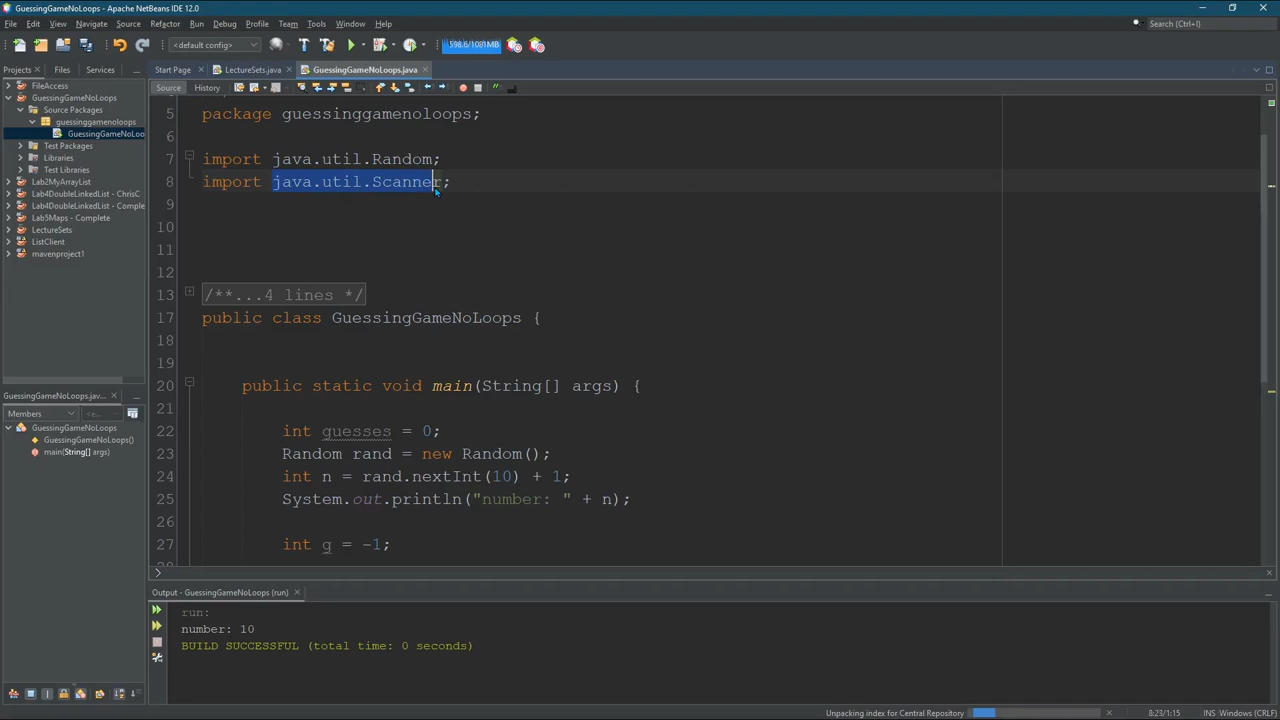 GuessingGameNoLoops - Apache NetBeans IDE 12.0
File Edit View Navigate Source Refactor Run Debug Profile Team Tools Window Help
Search (Ctrl+I)
<default config>
598.6/1081MB
Projects Files Services
Start Page LectureSets.java GuessingGameNoLoops.java
Source History
FileAccess
GuessingGameNoLoops
Source Packages
guessinggamenoloops
GuessingGameNoLoo
Test Packages
Libraries
Test Libraries
Lab2MyArrayList
Lab4DoubleLinkedList - ChrisC
Lab4DoubleLinkedList - Comple
Lab5Maps - Complete
LectureSets
ListClient
mavenproject1
GuessingGameNoLoops.jav...
Members <e...
GuessingGameNoLoops
GuessingGameNoLoops()
main(String[] args)
5 package guessinggamenoloops;
6
7 import java.util.Random;
8 import java.util.Scanner;
9
10
11
12
13 /**...4 lines */
17 public class GuessingGameNoLoops {
18
19
20 public static void main(String[] args) {
21
22 int guesses = 0;
23 Random rand = new Random();
24 int n = rand.nextInt(10) + 1;
25 System.out.println("number: " + n);
26
27 int g = -1;
Output - GuessingGameNoLoops (run)
run:
number: 10
BUILD SUCCESSFUL (total time: 0 seconds)
Unpacking index for Central Repository
8:23/1:15 INS Windows (CRLF)